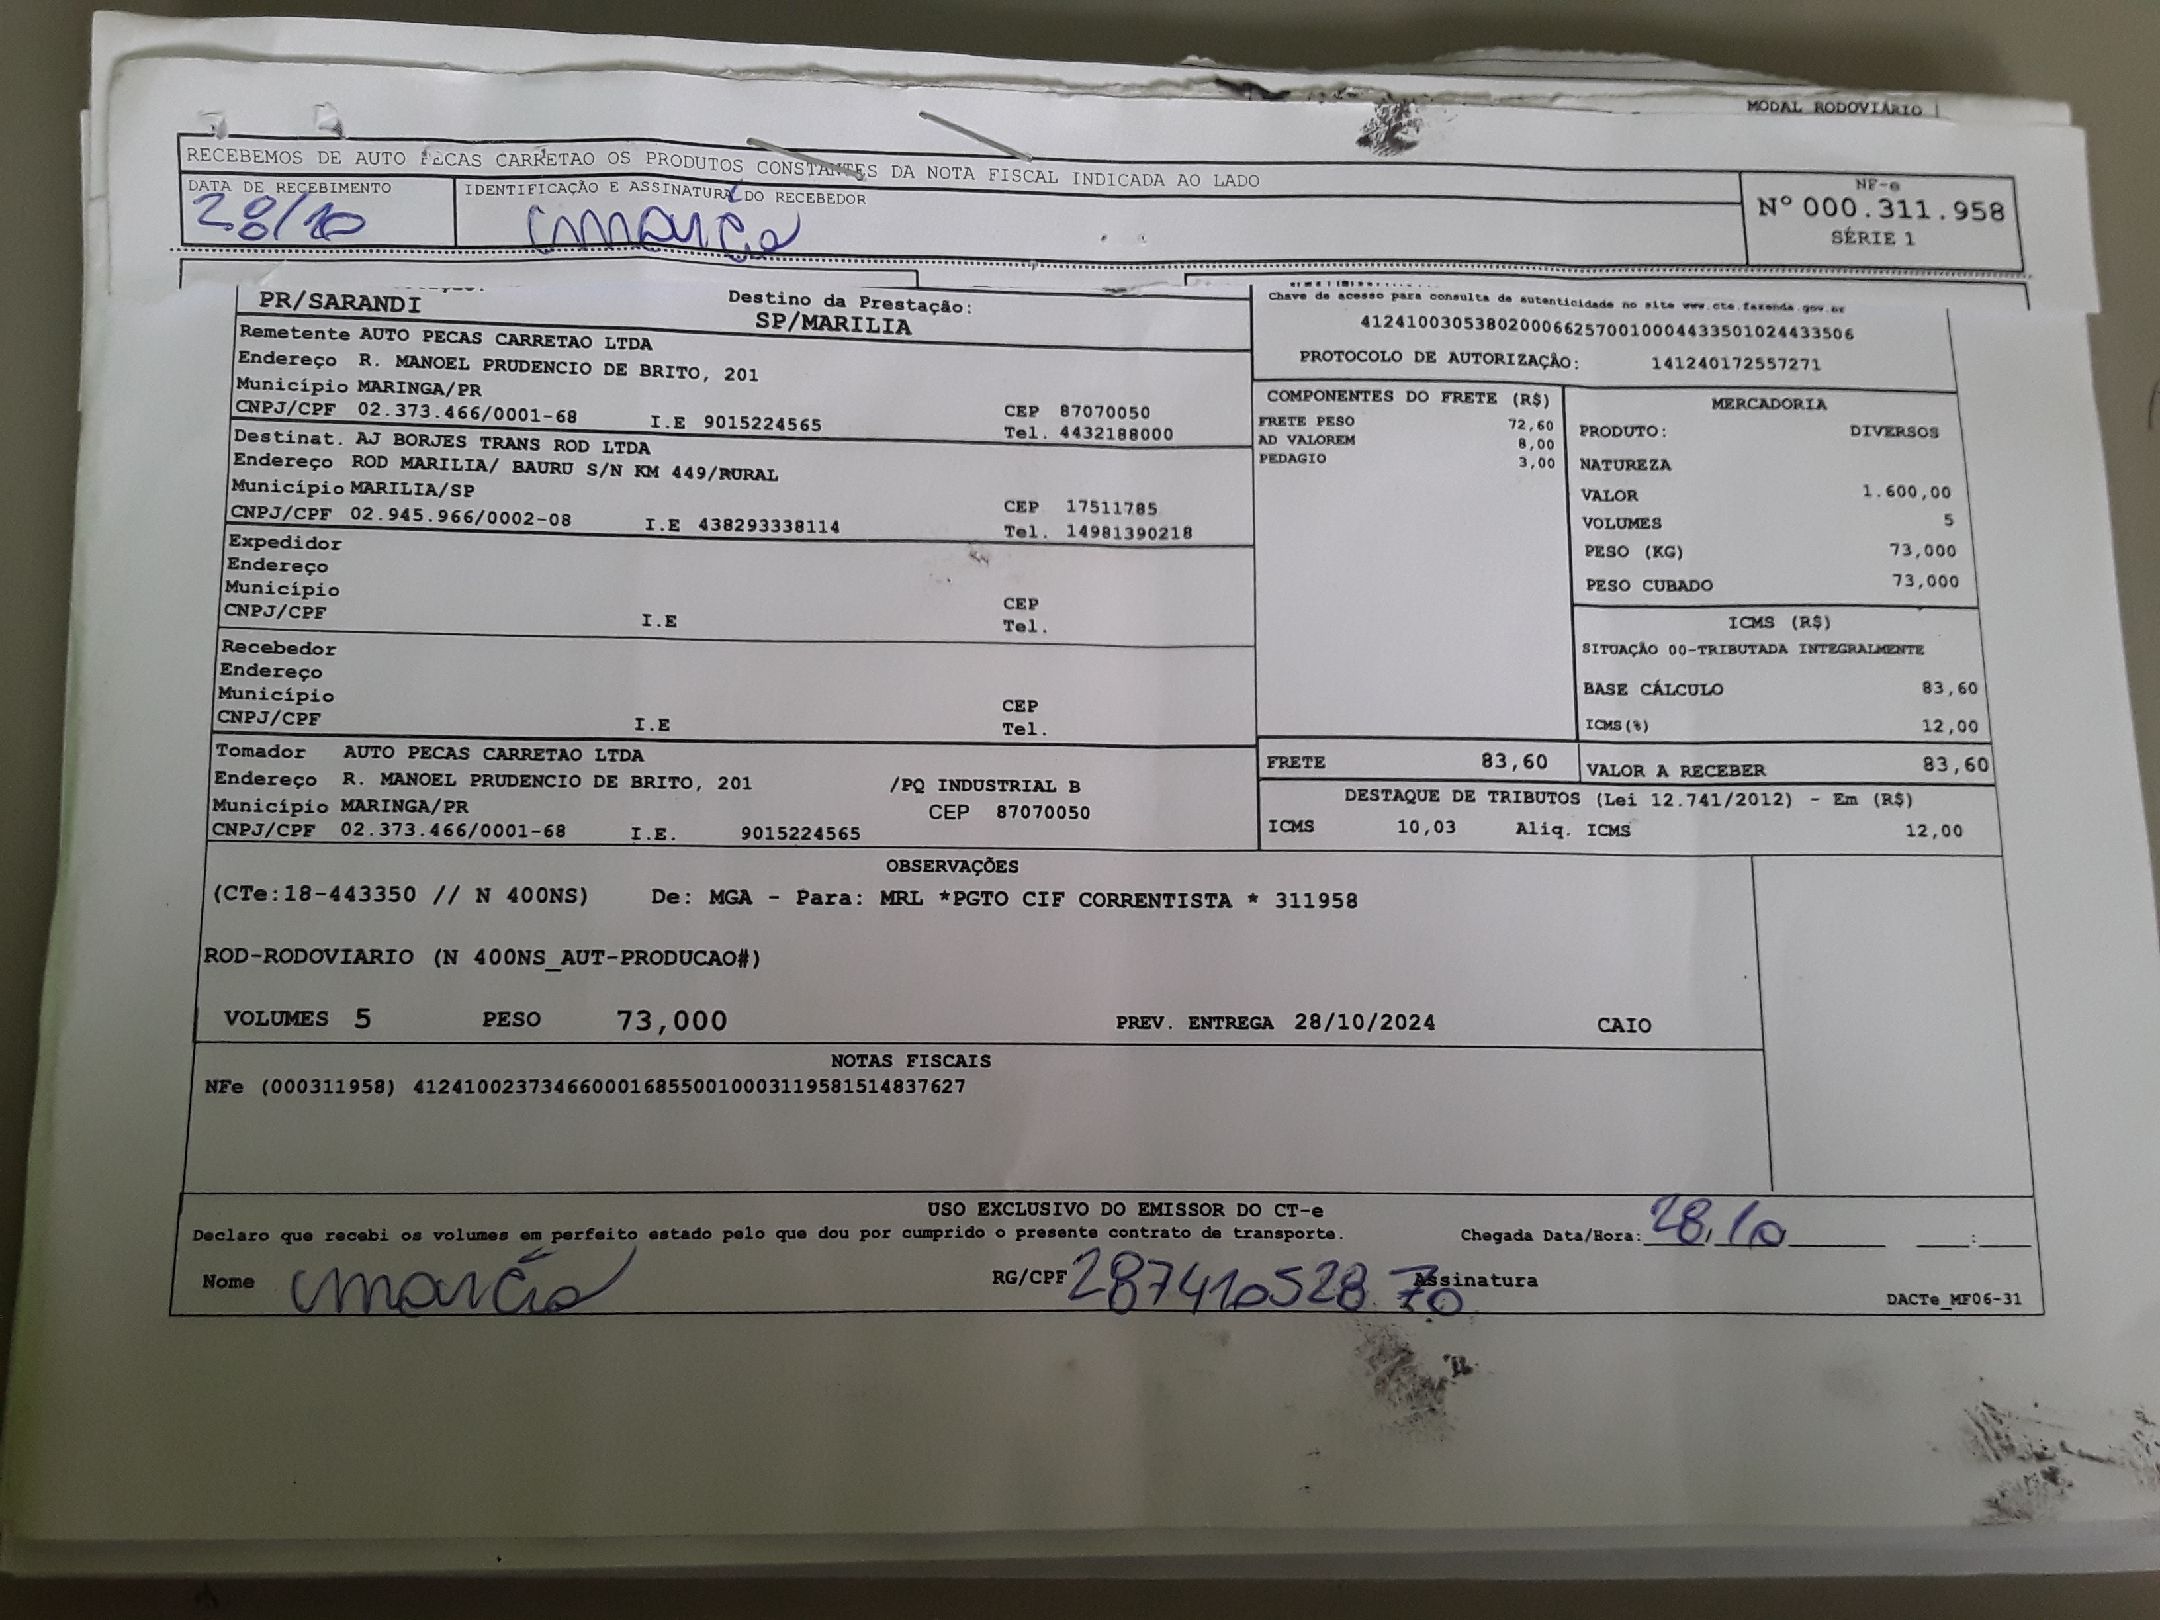 MODAL RODOVIÁRIO
RECEBEMOS DE AUTO PECAS CARRETAO OS PRODUTOS CONSTANTES DA NOTA FISCAL INDICADA AO LADO
DATA DE RECEBIMENTO
28/10
IDENTIFICAÇÃO E ASSINATURA DO RECEBEDOR
Marcia
NF-e
Nº 000.311.958
SÉRIE 1
PR/SARANDI
Destino da Prestação:
SP/MARILIA
Remetente AUTO PECAS CARRETAO LTDA
Endereço R. MANOEL PRUDENCIO DE BRITO, 201
Município MARINGA/PR
CEP 87070050
CNPJ/CPF 02.373.466/0001-68 I.E 9015224565 Tel. 4432188000
Destinat. AJ BORJES TRANS ROD LTDA
Endereço ROD MARILIA/ BAURU S/N KM 449/RURAL
Município MARILIA/SP
CEP 17511785
CNPJ/CPF 02.945.966/0002-08 I.E 438293338114 Tel. 14981390218
Expedidor
Endereço
Município
CEP
CNPJ/CPF I.E Tel.
Recebedor
Endereço
Município
CEP
CNPJ/CPF I.E Tel.
Tomador AUTO PECAS CARRETAO LTDA
Endereço R. MANOEL PRUDENCIO DE BRITO, 201 /PQ INDUSTRIAL B
Município MARINGA/PR CEP 87070050
CNPJ/CPF 02.373.466/0001-68 I.E. 9015224565
Chave de acesso para consulta de autenticidade no site www.cte.fazenda.gov.br
41241003053802000662570010004433501024433506
PROTOCOLO DE AUTORIZAÇÃO: 141240172557271
COMPONENTES DO FRETE (R$)
FRETE PESO 72,60
AD VALOREM 8,00
PEDAGIO 3,00
MERCADORIA
PRODUTO: DIVERSOS
NATUREZA
VALOR 1.600,00
VOLUMES 5
PESO (KG) 73,000
PESO CUBADO 73,000
ICMS (R$)
SITUAÇÃO 00-TRIBUTADA INTEGRALMENTE
BASE CÁLCULO 83,60
ICMS(%) 12,00
FRETE 83,60
VALOR A RECEBER 83,60
DESTAQUE DE TRIBUTOS (Lei 12.741/2012) - Em (R$)
ICMS 10,03 Aliq. ICMS 12,00
OBSERVAÇÕES
(CTe:18-443350 // N 400NS) De: MGA - Para: MRL *PGTO CIF CORRENTISTA * 311958
ROD-RODOVIARIO (N 400NS_AUT-PRODUCAO#)
VOLUMES 5 PESO 73,000 PREV. ENTREGA 28/10/2024 CAIO
NOTAS FISCAIS
NFe (000311958) 41241002373466000168550010003119581514837627
USO EXCLUSIVO DO EMISSOR DO CT-e
Declaro que recebi os volumes em perfeito estado pelo que dou por cumprido o presente contrato de transporte. Chegada Data/Hora: 28/10 :
Nome Marcia RG/CPF 287410528.70 Assinatura
DACTe_MF06-31